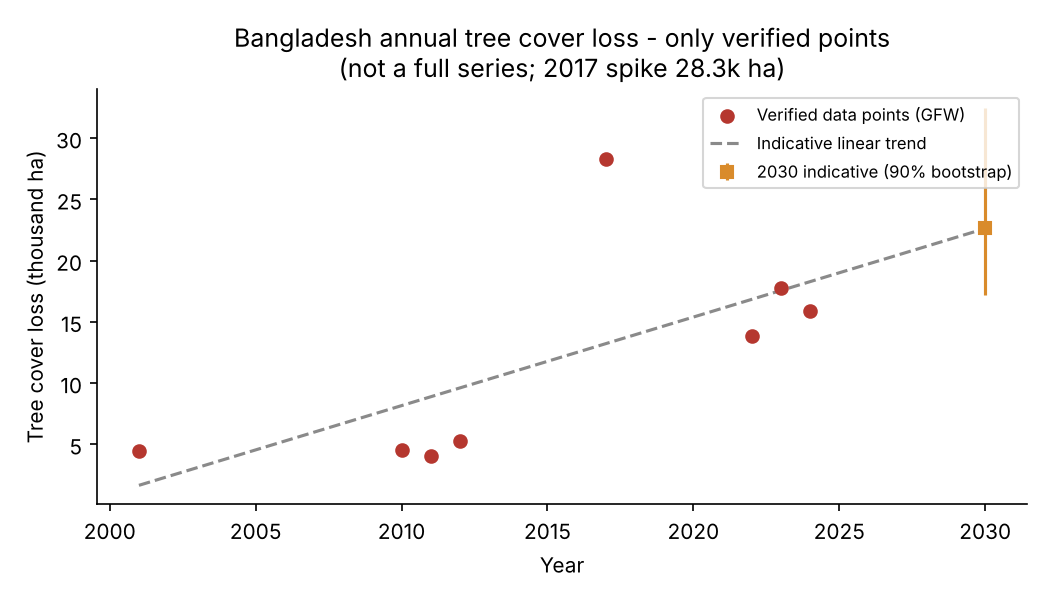 Bangladesh annual tree cover loss - only verified points
(not a full series; 2017 spike 28.3k ha)
Verified data points (GFW)
Indicative linear trend
2030 indicative (90% bootstrap)
Tree cover loss (thousand ha)
30
25
20
15
10
5
2000
2005
2010
2015
2020
2025
2030
Year